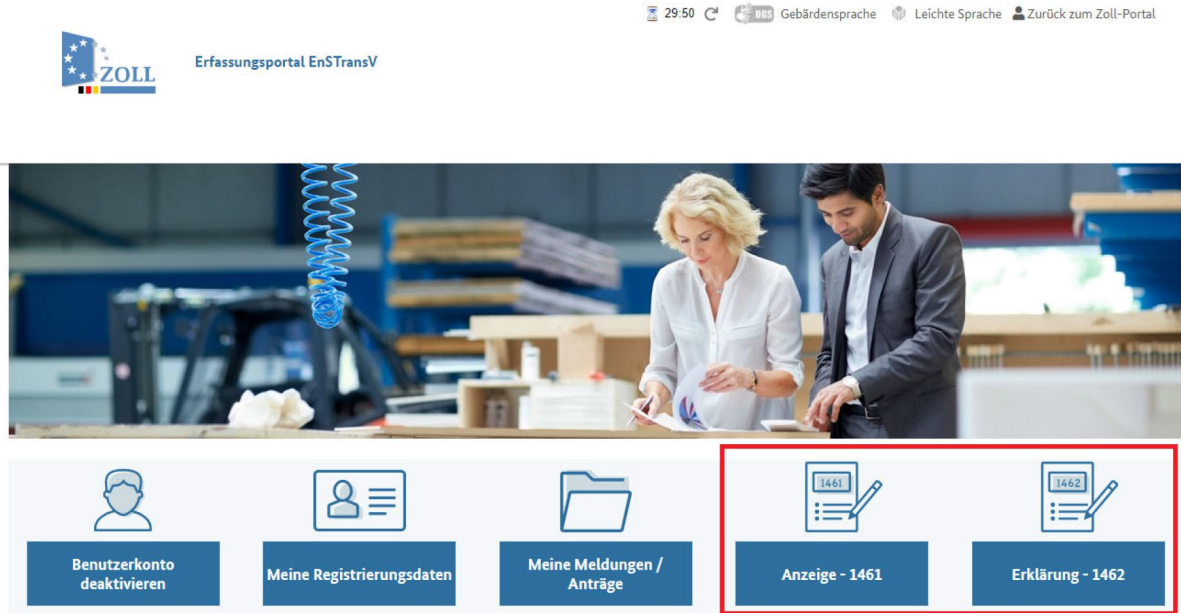 29:50 DGS Gebärdensprache Leichte Sprache Zurück zum Zoll-Portal
ZOLL
Erfassungsportal EnSTransV
1461
1462
Benutzerkonto
deaktivieren
Meine Registrierungsdaten
Meine Meldungen /
Anträge
Anzeige - 1461
Erklärung - 1462